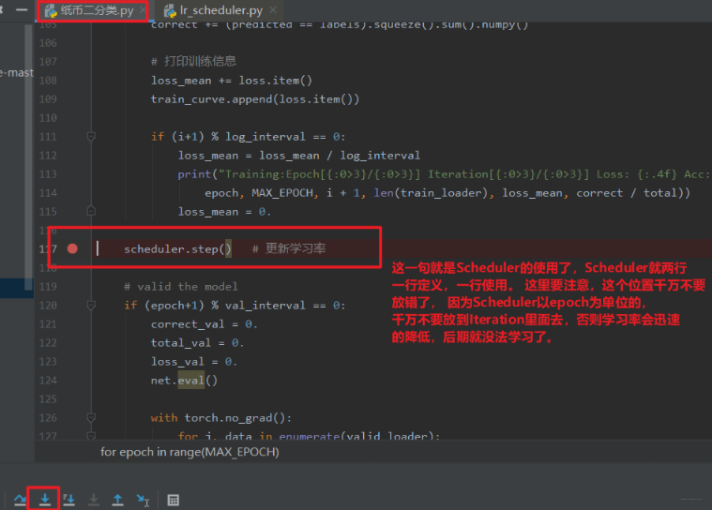 纸币二分类.py × lr_scheduler.py ×
e-mast
105 correct += (predicted == labels).squeeze().sum().numpy()
106
107 # 打印训练信息
108 loss_mean += loss.item()
109 train_curve.append(loss.item())
110
111 if (i+1) % log_interval == 0:
112 loss_mean = loss_mean / log_interval
113 print("Training:Epoch[{:0>3}/{:0>3}] Iteration[{:0>3}/{:0>3}] Loss: {:.4f} Acc:
114 epoch, MAX_EPOCH, i + 1, len(train_loader), loss_mean, correct / total))
115 loss_mean = 0.
116
117 scheduler.step() # 更新学习率
118
这一句就是Scheduler的使用了，Scheduler就两行
一行定义，一行使用。 这里要注意，这个位置千万不要
放错了， 因为Scheduler以epoch为单位的，
千万不要放到Iteration里面去，否则学习率会迅速
的降低，后期就没法学习了。
119 # valid the model
120 if (epoch+1) % val_interval == 0:
121 correct_val = 0.
122 total_val = 0.
123 loss_val = 0.
124 net.eval()
125
126 with torch.no_grad():
127 for j, data in enumerate(valid_loader):
for epoch in range(MAX_EPOCH)